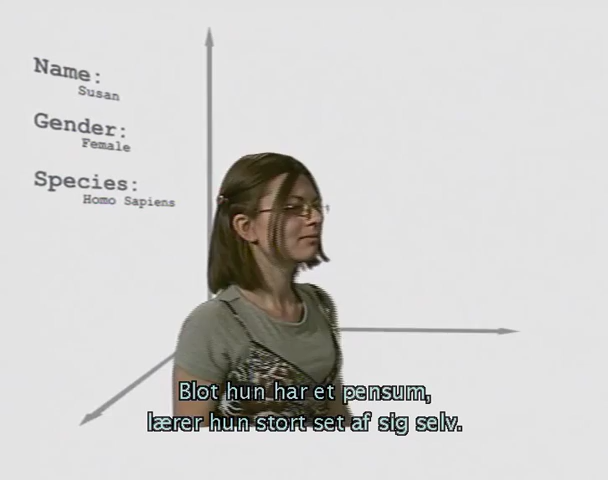 Name:
Susan
Gender:
Female
Species:
Homo Sapiens
Blot hun har et pensum,
lærer hun stort set af sig selv.